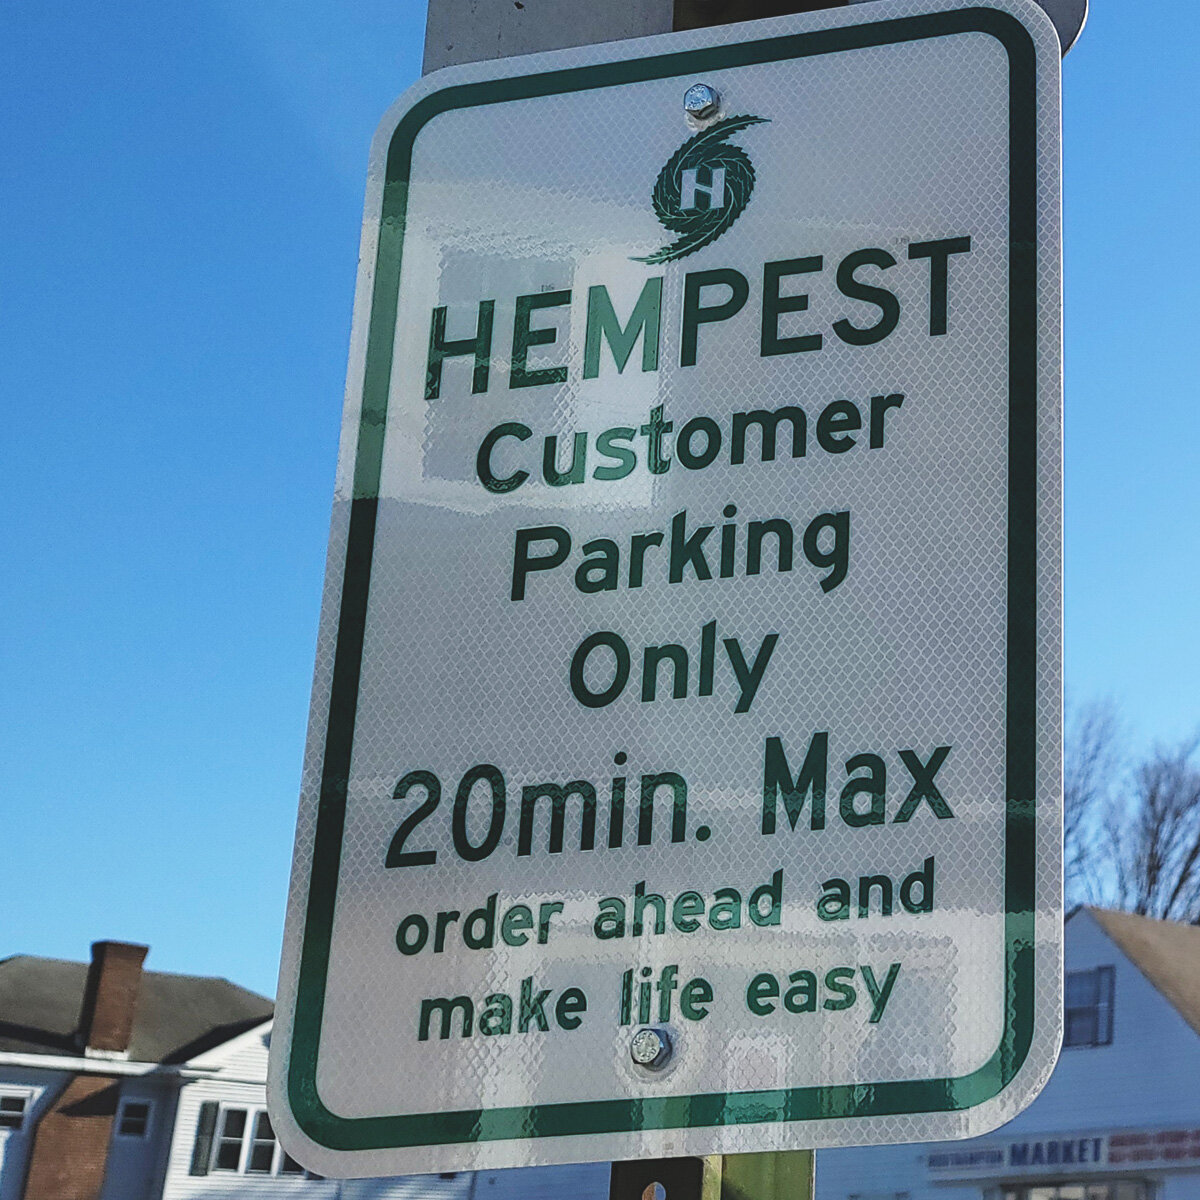 H
HEMPEST
Customer
Parking
Only
20min. Max
order ahead and
make life easy
MARKET